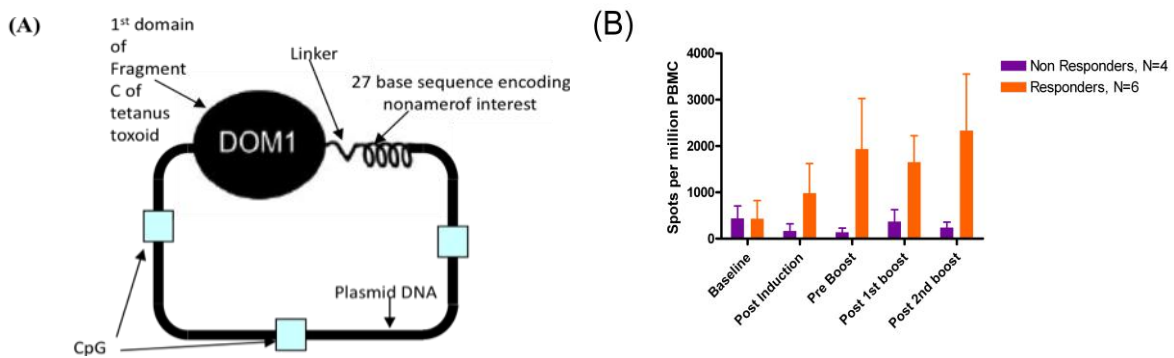 (A)
1st domain
of
Fragment
C of
tetanus
toxoid
Linker
27 base sequence encoding
nonamerof interest
DOM1
Plasmid DNA
CpG
(B)
Spots per million PBMC
4000
3000
2000
1000
0
Baseline
Post Induction
Pre Boost
Post 1st boost
Post 2nd boost
Non Responders, N=4
Responders, N=6